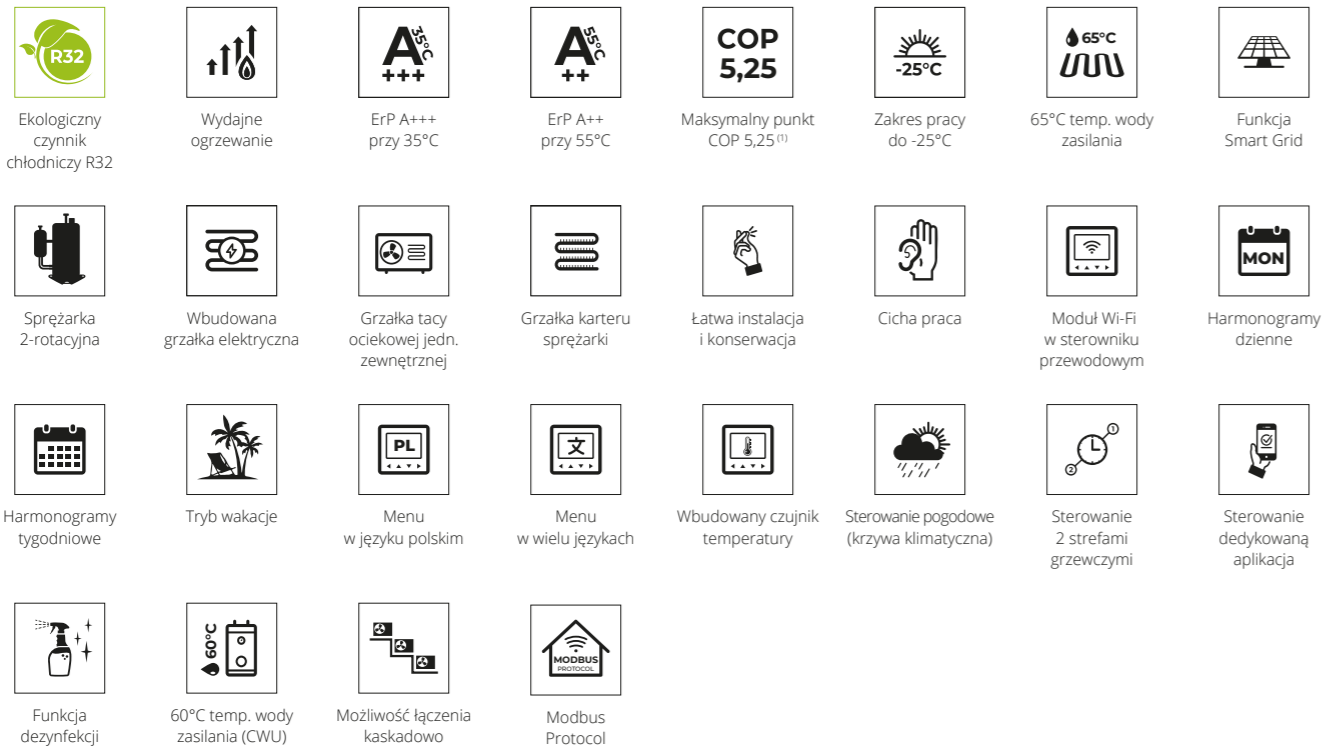 R32
Ekologiczny
czynnik
chłodniczy R32
Wydajne
ogrzewanie
A 35°C
+++
ErP A+++
przy 35°C
A 55°C
++
ErP A++
przy 55°C
COP
5,25
Maksymalny punkt
COP 5,25 (1)
-25°C
Zakres pracy
do -25°C
65°C
65°C temp. wody
zasilania
Funkcja
Smart Grid
Sprężarka
2-rotacyjna
Wbudowana
grzałka elektryczna
Grzałka tacy
ociekowej jedn.
zewnętrznej
Grzałka karteru
sprężarki
Łatwa instalacja
i konserwacja
Cicha praca
Moduł Wi-Fi
w sterowniku
przewodowym
MON
Harmonogramy
dzienne
Harmonogramy
tygodniowe
Tryb wakacje
PL
Menu
w języku polskim
文
Menu
w wielu językach
Wbudowany czujnik
temperatury
Sterowanie pogodowe
(krzywa klimatyczna)
1
2
Sterowanie
2 strefami
grzewczymi
Sterowanie
dedykowaną
aplikacja
Funkcja
dezynfekcji
60°C
60°C temp. wody
zasilania (CWU)
Możliwość łączenia
kaskadowo
MODBUS
PROTOCOL
Modbus
Protocol